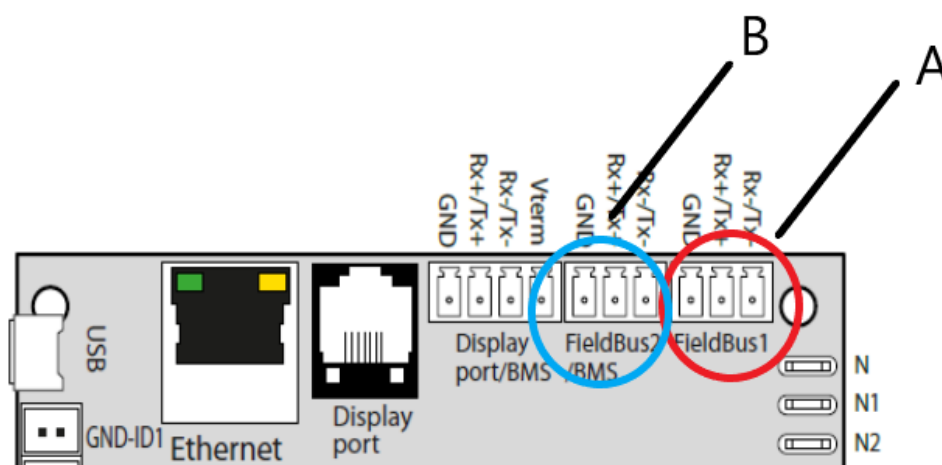 B
A
GND
Rx+/Tx+
Rx-/Tx-
Vterm
GND
Rx+/Tx+
Rx-/Tx-
GND
Rx+/Tx+
Rx-/Tx-
USB
Display
port/BMS
FieldBus2
/BMS
FieldBus1
N
N1
N2
GND-ID1
Ethernet
Display
port